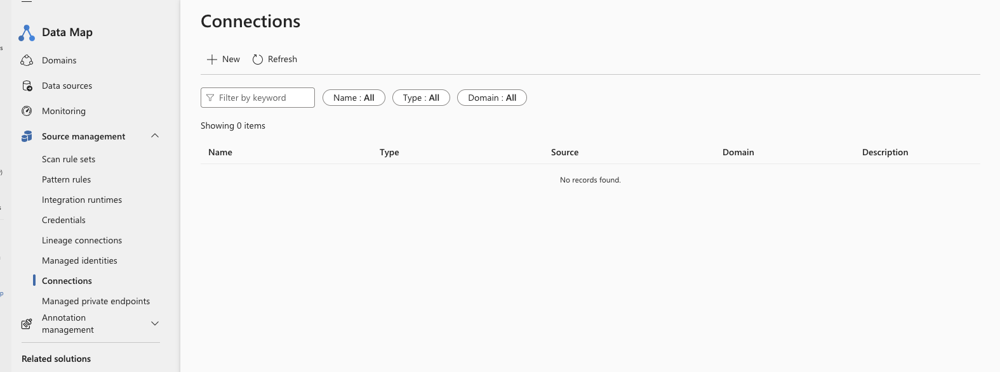 Data Map
Domains
Data sources
Monitoring
Source management
Scan rule sets
Pattern rules
Integration runtimes
Credentials
Lineage connections
Managed identities
Connections
Managed private endpoints
Annotation
management
Related solutions
Connections
New Refresh
Filter by keyword Name : All Type : All Domain : All
Showing 0 items
Name Type Source Domain Description
No records found.